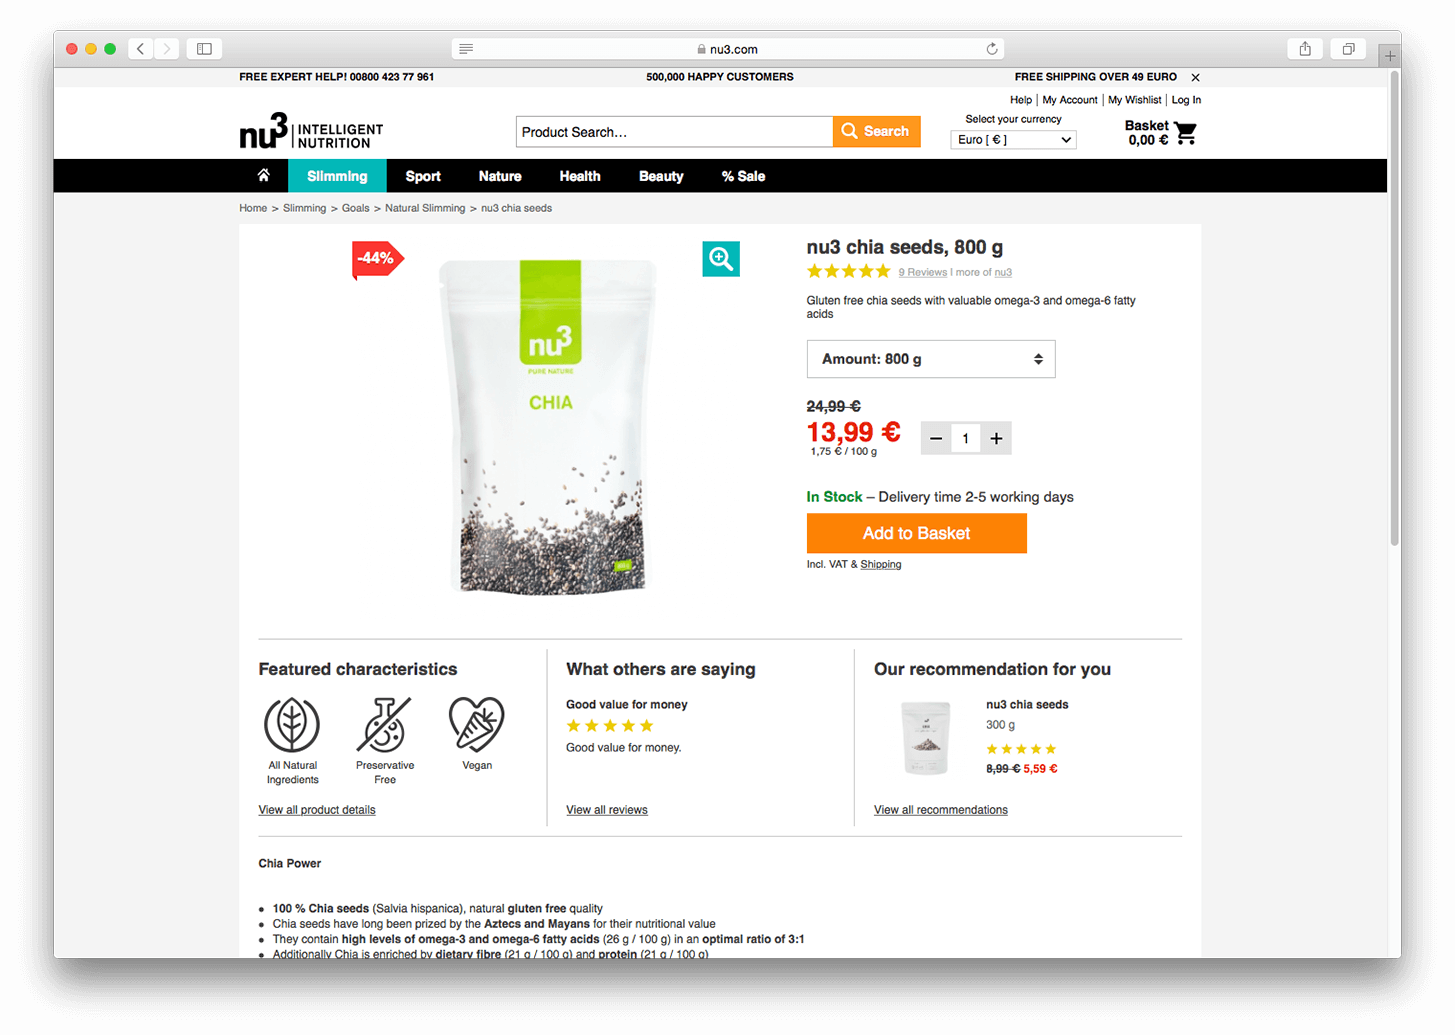 nu3.com
FREE EXPERT HELP! 00800 423 77 961
500,000 HAPPY CUSTOMERS
FREE SHIPPING OVER 49 EURO ×
Help | My Account | My Wishlist | Log In
nu3 | INTELLIGENT
NUTRITION
Product Search...
Search
Select your currency
Euro [ € ]
Basket
0,00 €
Slimming Sport Nature Health Beauty % Sale
Home > Slimming > Goals > Natural Slimming > nu3 chia seeds
-44%
nu3
PURE NATURE
CHIA
nu3 chia seeds, 800 g
9 Reviews | more of nu3
Gluten free chia seeds with valuable omega-3 and omega-6 fatty
acids
Amount: 800 g
24,99 €
13,99 €
1,75 € / 100 g
− 1 +
In Stock – Delivery time 2-5 working days
Add to Basket
Incl. VAT & Shipping
Featured characteristics
All Natural
Ingredients
Preservative
Free
Vegan
View all product details
What others are saying
Good value for money
Good value for money.
View all reviews
Our recommendation for you
nu3 chia seeds
300 g
8,99 € 5,59 €
View all recommendations
Chia Power
• 100 % Chia seeds (Salvia hispanica), natural gluten free quality
• Chia seeds have long been prized by the Aztecs and Mayans for their nutritional value
• They contain high levels of omega-3 and omega-6 fatty acids (26 g / 100 g) in an optimal ratio of 3:1
• Additionally Chia is enriched by dietary fibre (21 g / 100 g) and protein (21 g / 100 g)